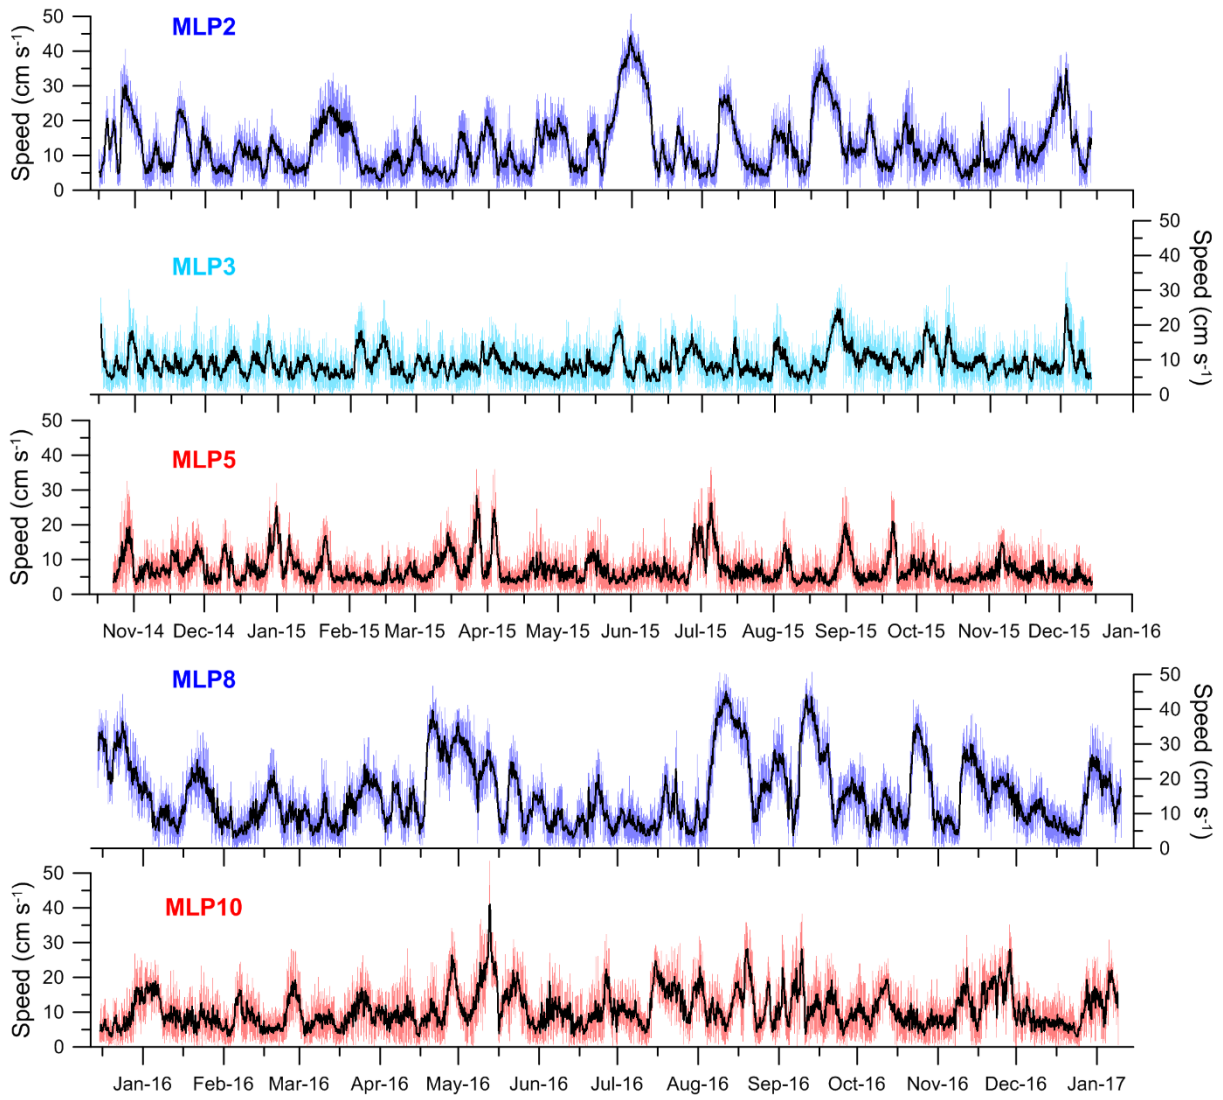 MLP2
Speed (cm s-1)
50
40
30
20
10
0
MLP3
Speed (cm s-1)
50
40
30
20
10
0
MLP5
Speed (cm s-1)
50
40
30
20
10
0
Nov-14 Dec-14 Jan-15 Feb-15 Mar-15 Apr-15 May-15 Jun-15 Jul-15 Aug-15 Sep-15 Oct-15 Nov-15 Dec-15 Jan-16
MLP8
Speed (cm s-1)
50
40
30
20
10
0
MLP10
Speed (cm s-1)
50
40
30
20
10
0
Jan-16 Feb-16 Mar-16 Apr-16 May-16 Jun-16 Jul-16 Aug-16 Sep-16 Oct-16 Nov-16 Dec-16 Jan-17